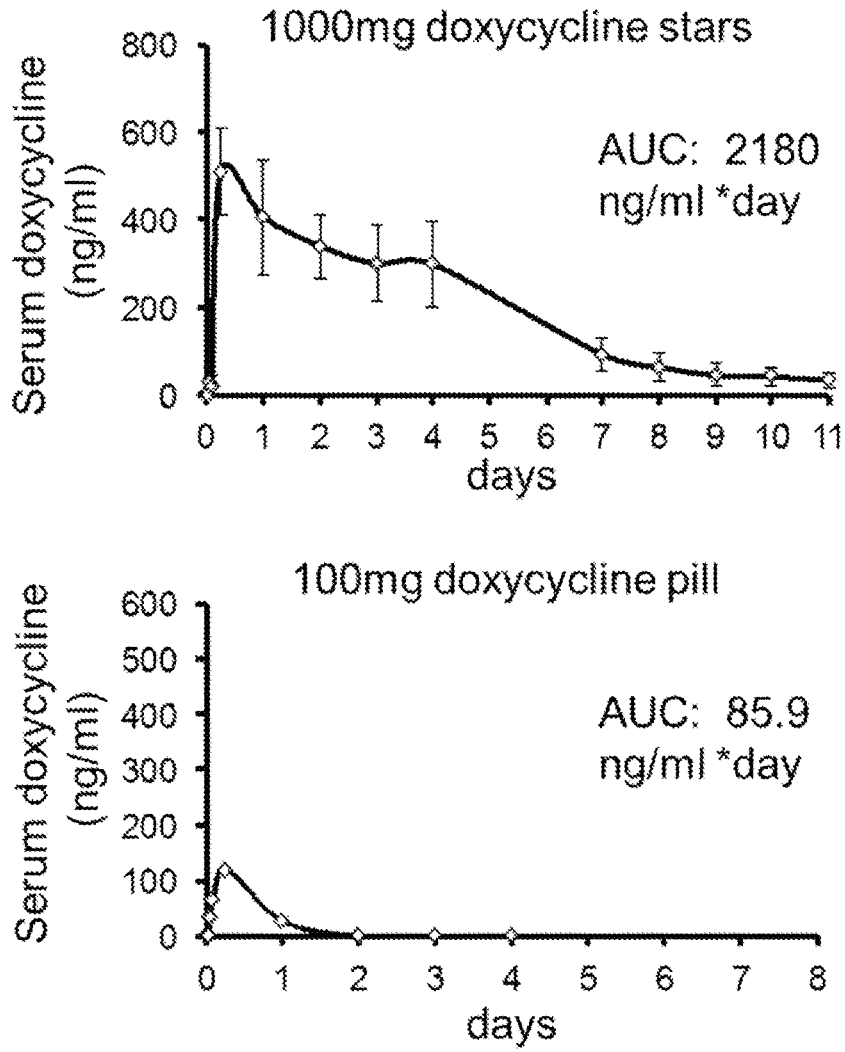 1000mg doxycycline stars
Serum doxycycline
(ng/ml)
800
600
400
200
0
AUC: 2180
ng/ml *day
0 1 2 3 4 5 6 7 8 9 10 11
days
100mg doxycycline pill
Serum doxycycline
(ng/ml)
600
500
400
300
200
100
0
AUC: 85.9
ng/ml *day
0 1 2 3 4 5 6 7 8
days